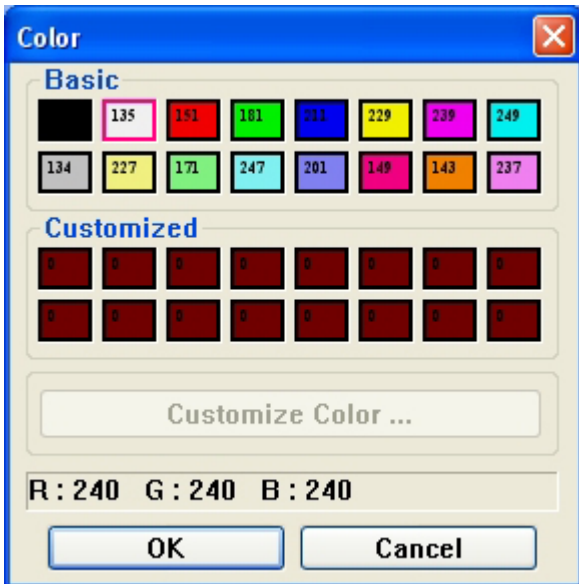 Color
Basic
135 151 181 211 229 239 249
134 227 171 247 201 149 143 237
Customized
0 0 0 0 0 0 0 0
0 0 0 0 0 0 0 0
Customize Color ...
R : 240 G : 240 B : 240
OK Cancel